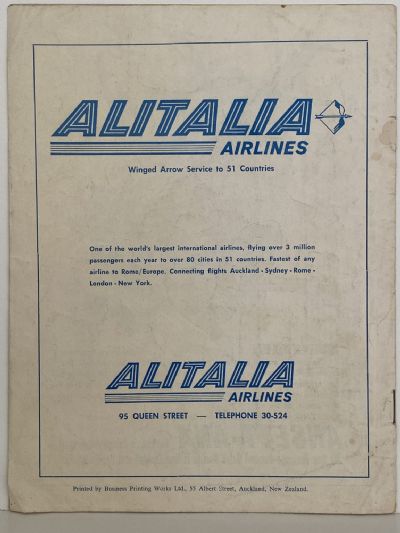 ALITALIA
AIRLINES
Winged Arrow Service to 51 Countries
One of the world's largest international airlines, flying over 3 million
passengers each year to over 80 cities in 51 countries. Fastest of any
airline to Rome/Europe. Connecting flights Auckland - Sydney - Rome -
London - New York.
ALITALIA
AIRLINES
95 QUEEN STREET — TELEPHONE 30-524
Printed by Business Printing Works Ltd., 55 Albert Street, Auckland, New Zealand.